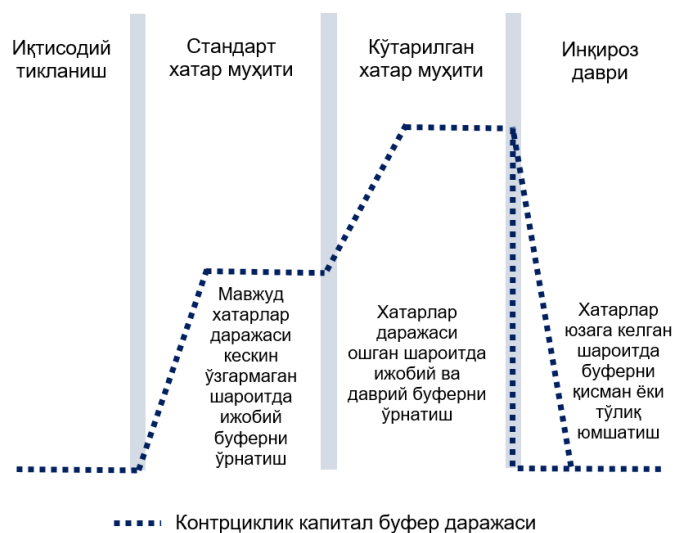 Иқтисодий
тикланиш
Стандарт
хатар муҳити
Кўтарилган
хатар муҳити
Инқироз
даври
Мавжуд
хатарлар
даражаси
кескин
ўзгармаган
шароитда
ижобий
буферни
ўрнатиш
Хатарлар
даражаси
ошган шароитда
ижобий ва
даврий буферни
ўрнатиш
Хатарлар
юзага келган
шароитда
буферни
қисман ёки
тўлиқ
юмшатиш
Контрциклик капитал буфер даражаси